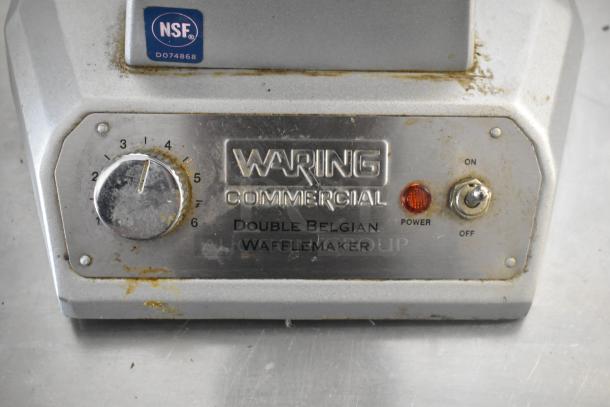 NSF®
D074868
1 2 3 4 5 6
WARING
COMMERCIAL
DOUBLE BELGIAN
WAFFLEMAKER
POWER
ON
OFF